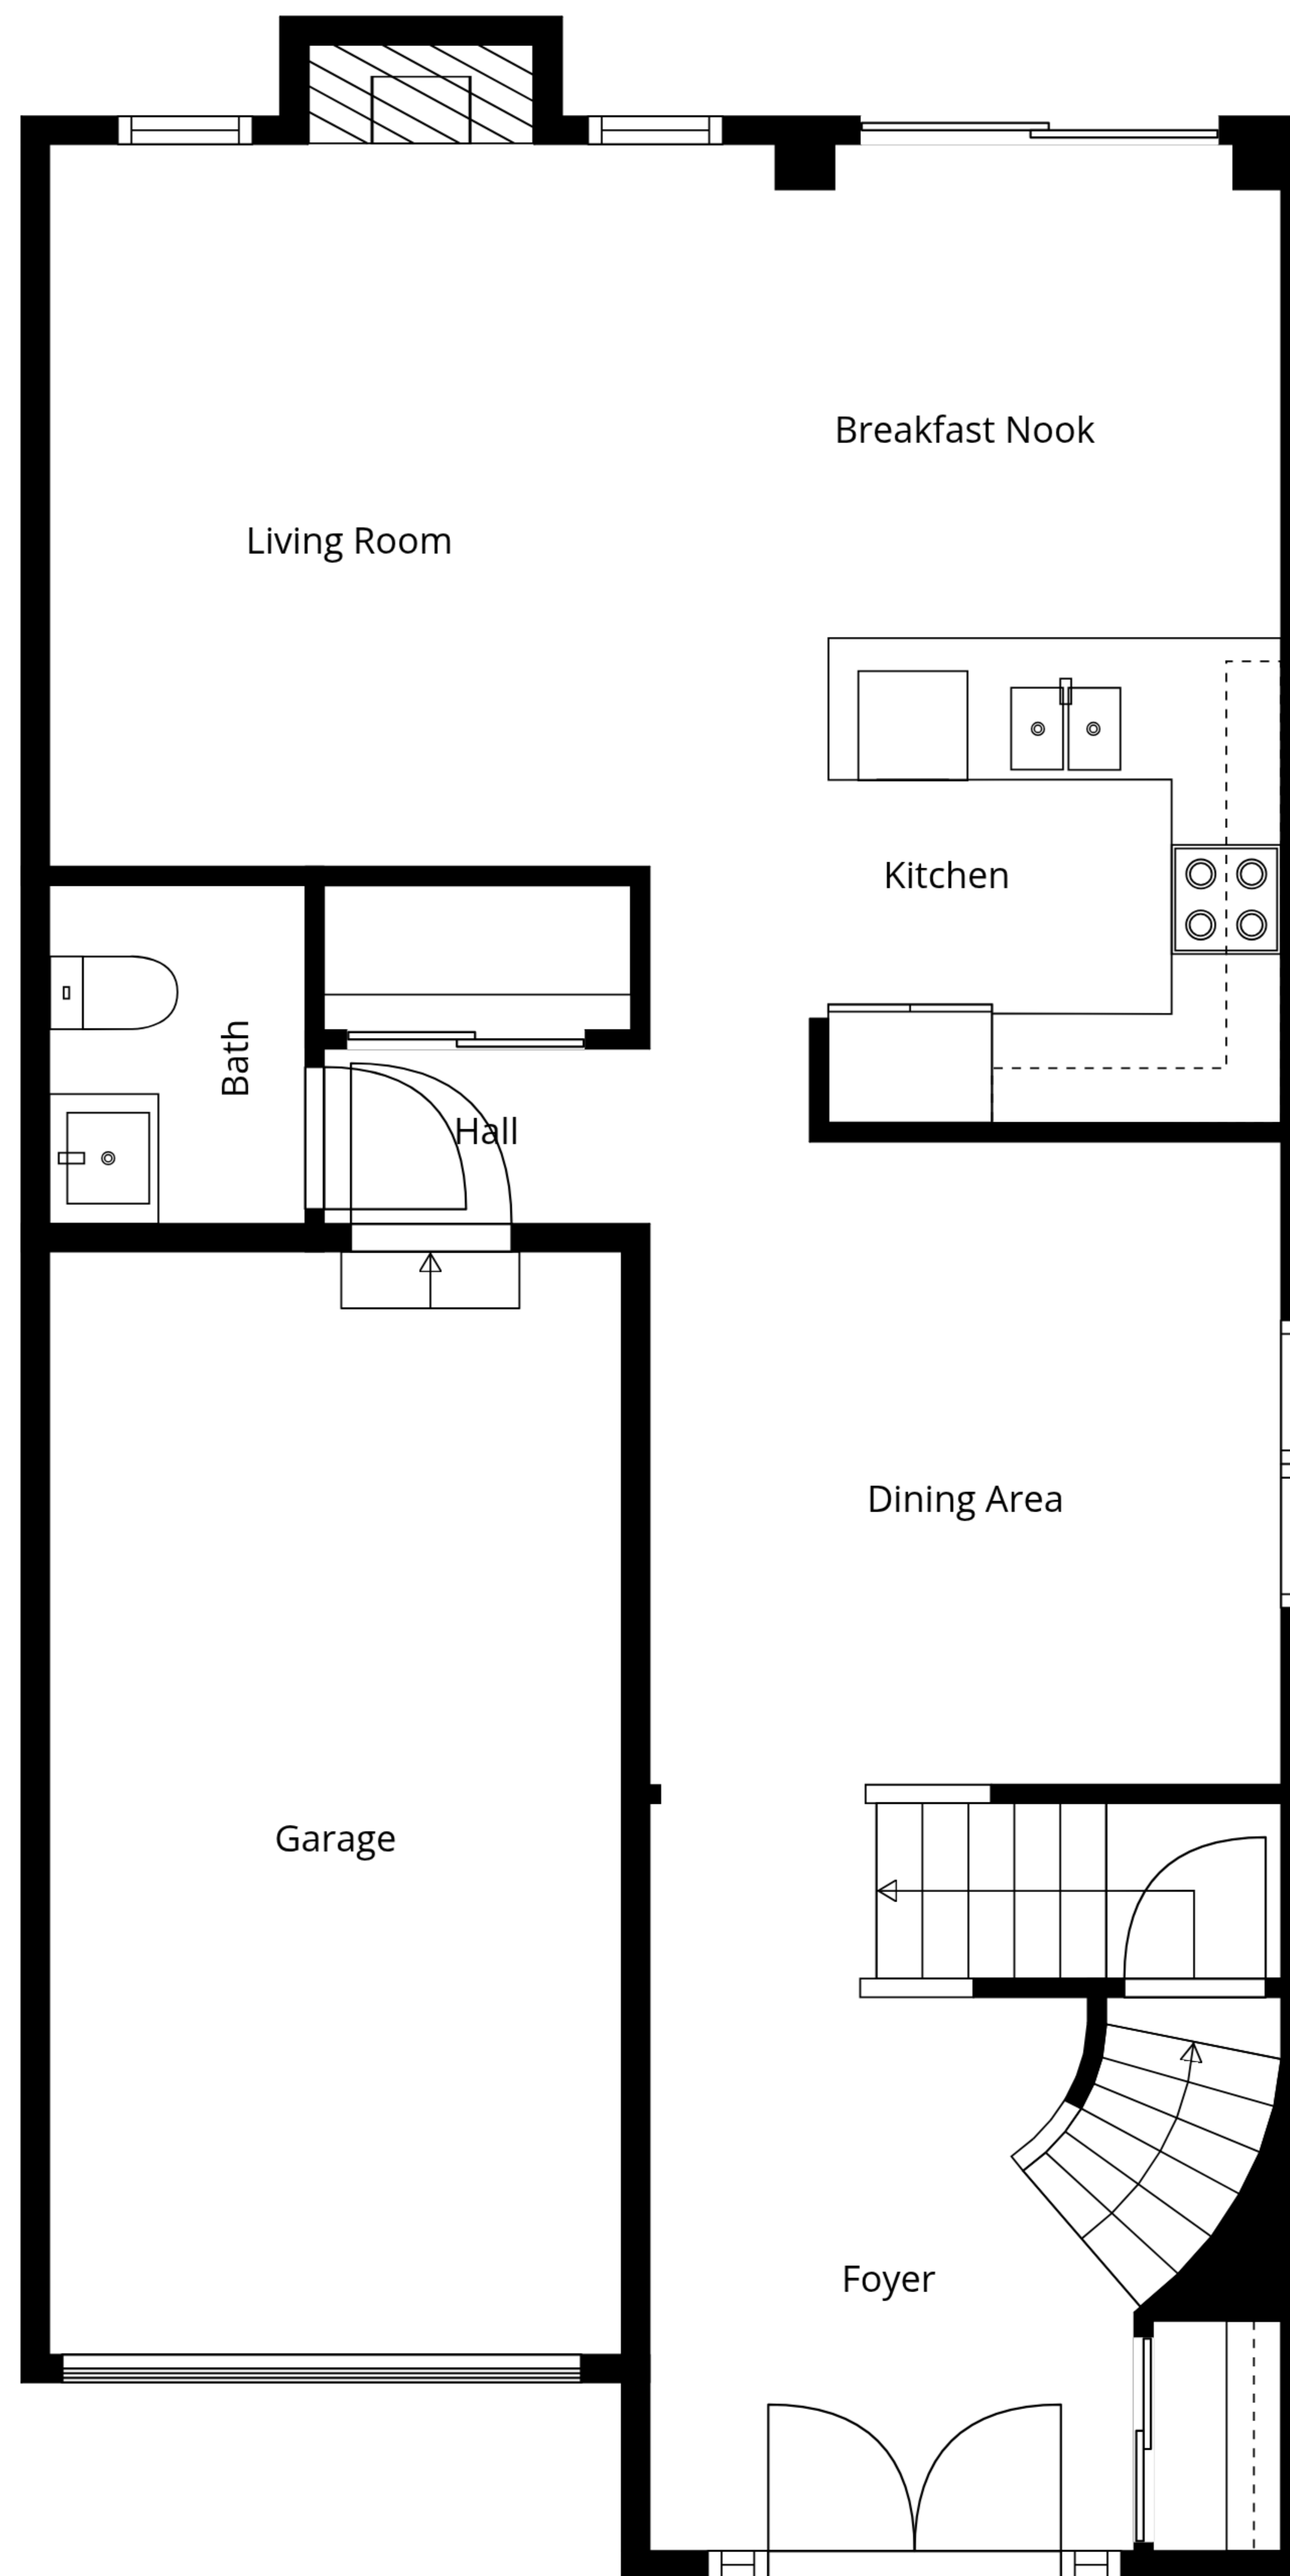 Breakfast Nook
Living Room
Kitchen
Bath
Hall
Dining Area
Garage
Foyer